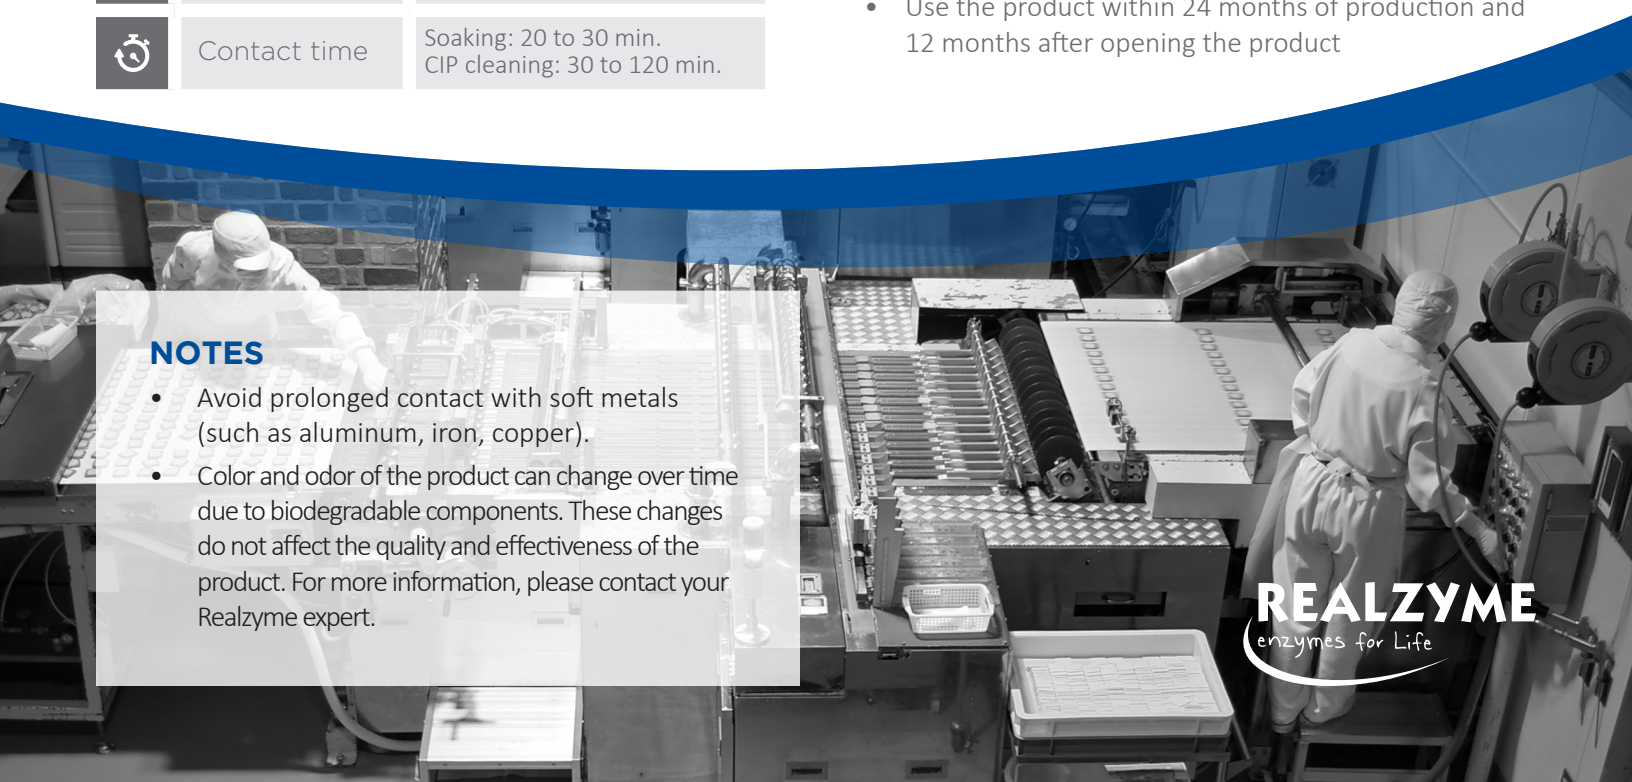 Contact time
Soaking: 20 to 30 min.
CIP cleaning: 30 to 120 min.
• Use the product within 24 months of production and
12 months after opening the product
NOTES
• Avoid prolonged contact with soft metals
(such as aluminum, iron, copper).
• Color and odor of the product can change over time
due to biodegradable components. These changes
do not affect the quality and effectiveness of the
product. For more information, please contact your
Realzyme expert.
REALZYME
enzymes for Life